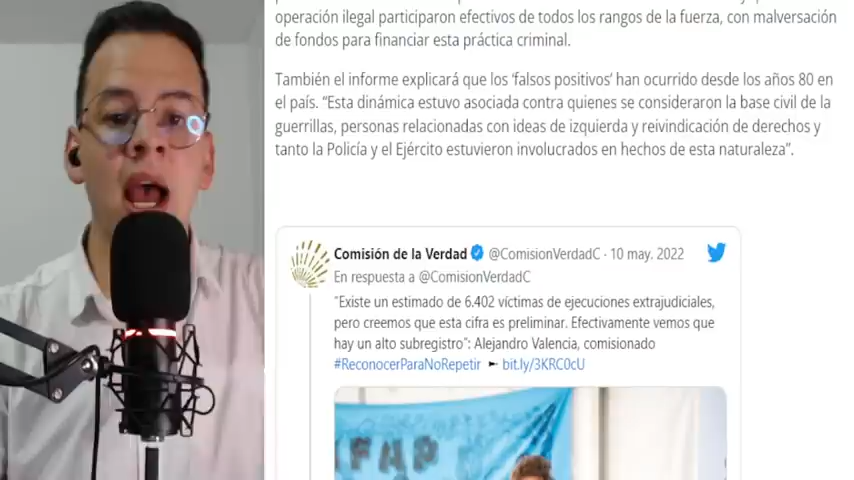 operación ilegal participaron efectivos de todos los rangos de la fuerza, con malversación
de fondos para financiar esta práctica criminal.
También el informe explicará que los ‘falsos positivos’ han ocurrido desde los años 80 en
el país. “Esta dinámica estuvo asociada contra quienes se consideraron la base civil de la
guerrillas, personas relacionadas con ideas de izquierda y reivindicación de derechos y
tanto la Policía y el Ejército estuvieron involucrados en hechos de esta naturaleza”.
Comisión de la Verdad @ComisionVerdadC · 10 may. 2022
En respuesta a @ComisionVerdadC
"Existe un estimado de 6.402 víctimas de ejecuciones extrajudiciales,
pero creemos que esta cifra es preliminar. Efectivamente vemos que
hay un alto subregistro": Alejandro Valencia, comisionado
#ReconocerParaNoRepetir ► bit.ly/3KRC0cU
FAP